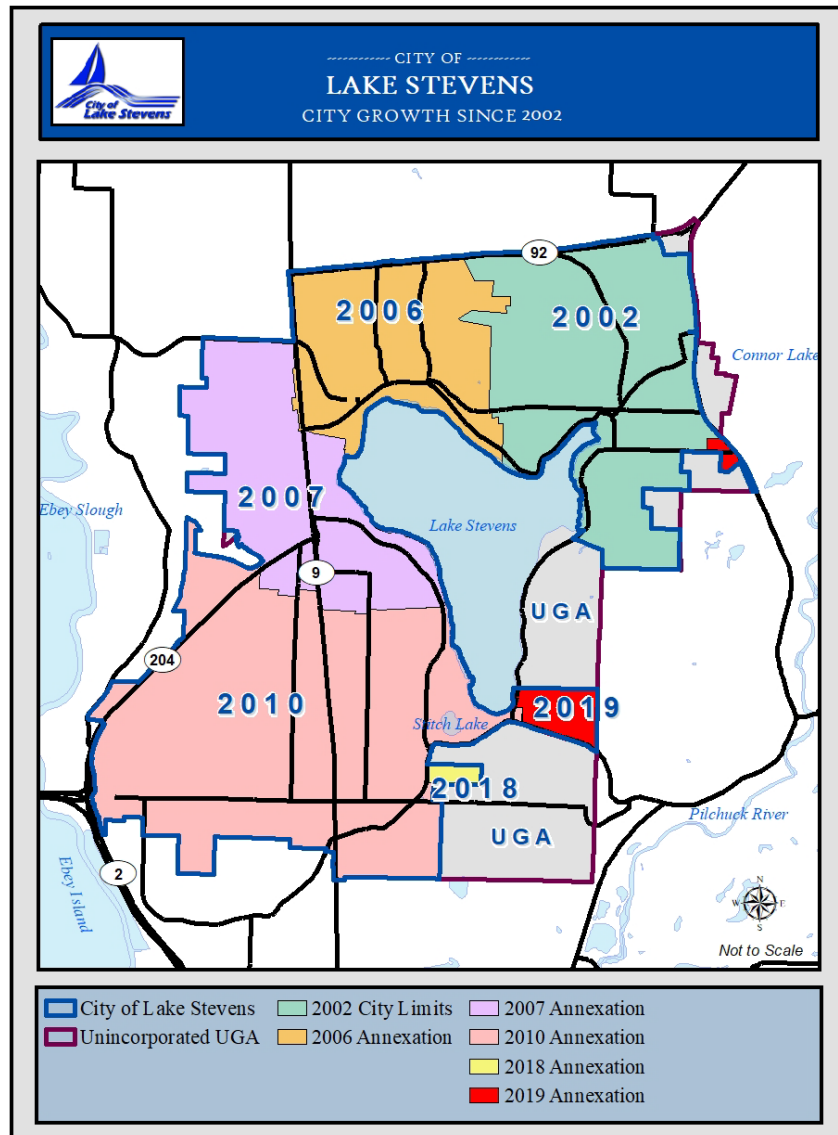 CITY OF
LAKE STEVENS
CITY GROWTH SINCE 2002
City of
Lake Stevens
92
2006
2002
Connor Lake
2007
Ebey Slough
Lake Stevens
9
UGA
204
2010
2019
Stitch Lake
2018
Pilchuck River
UGA
2
Ebey Island
N
W
E
S
Not to Scale
City of Lake Stevens
2002 City Limits
2007 Annexation
Unincorporated UGA
2006 Annexation
2010 Annexation
2018 Annexation
2019 Annexation